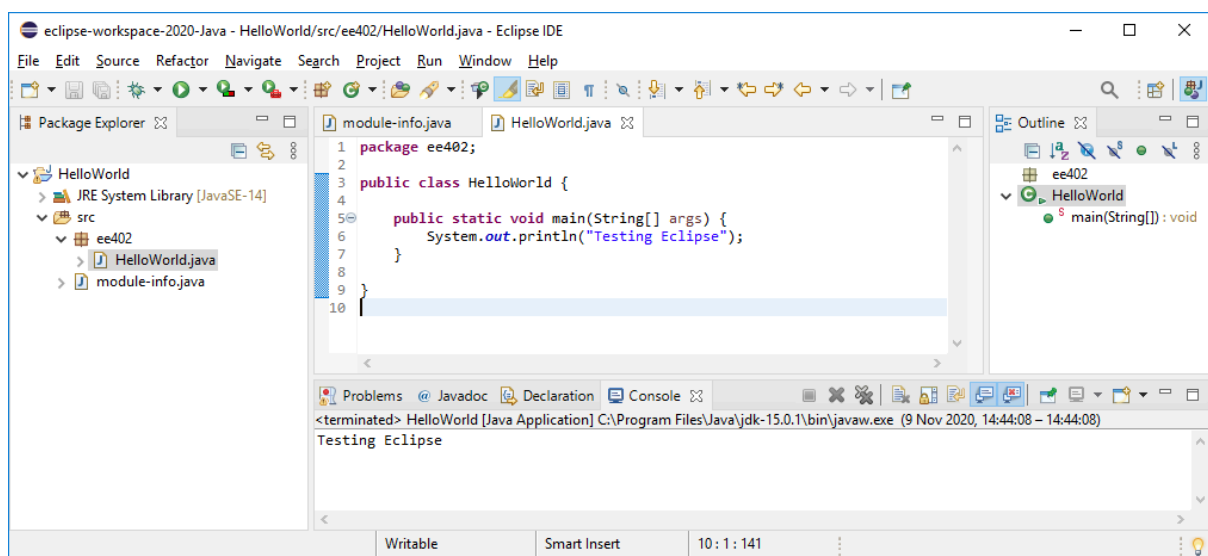 eclipse-workspace-2020-Java - HelloWorld/src/ee402/HelloWorld.java - Eclipse IDE
File Edit Source Refactor Navigate Search Project Run Window Help
Package Explorer
HelloWorld
JRE System Library [JavaSE-14]
src
ee402
HelloWorld.java
module-info.java
module-info.java HelloWorld.java
1 package ee402;
2
3 public class HelloWorld {
4
5 public static void main(String[] args) {
6 System.out.println("Testing Eclipse");
7 }
8
9 }
10
Outline
ee402
HelloWorld
main(String[]) : void
Problems @ Javadoc Declaration Console
<terminated> HelloWorld [Java Application] C:\Program Files\Java\jdk-15.0.1\bin\javaw.exe (9 Nov 2020, 14:44:08 – 14:44:08)
Testing Eclipse
Writable Smart Insert 10 : 1 : 141